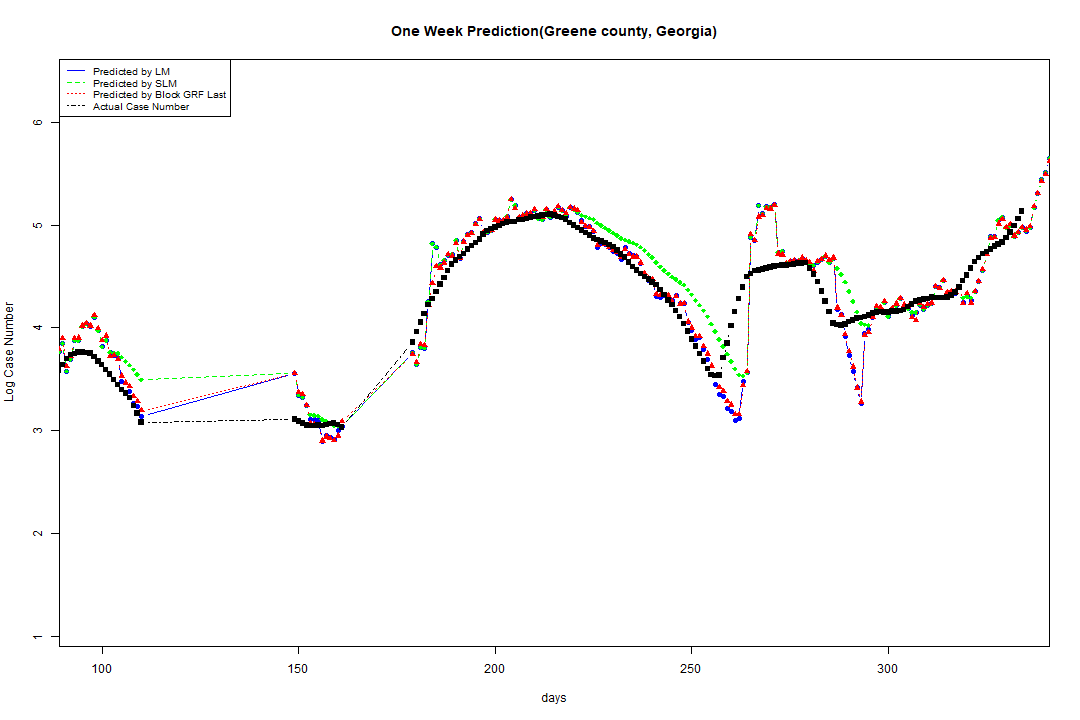 One Week Prediction(Greene county, Georgia)
Predicted by LM
Predicted by SLM
Predicted by Block GRF Last
Actual Case Number
6
5
4
3
2
1
Log Case Number
100 150 200 250 300
days